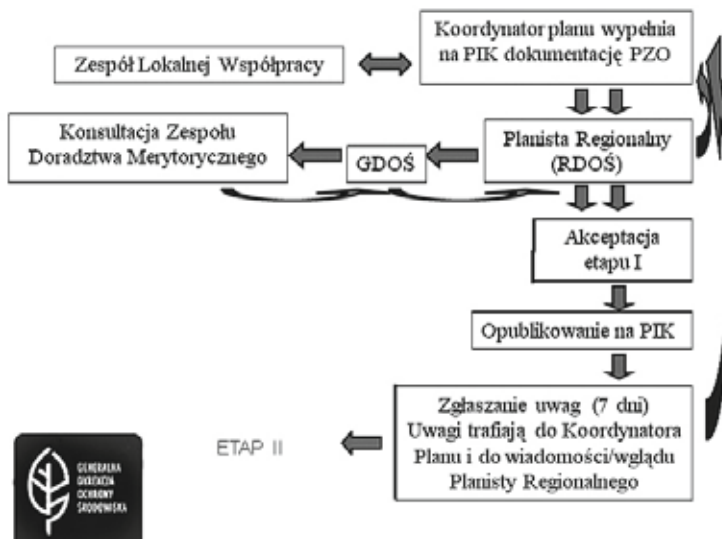 Koordynator planu wypełnia
na PIK dokumentację PZO
Zespół Lokalnej Współpracy
Konsultacja Zespołu
Doradztwa Merytorycznego
GDOŚ
Planista Regionalny
(RDOŚ)
Akceptacja
etapu I
Opublikowanie na PIK
Zgłaszanie uwag (7 dni)
Uwagi trafiają do Koordynatora
Planu i do wiadomości/wglądu
Planisty Regionalnego
ETAP II
GENERALNA
DYREKCJA
OCHRONY
ŚRODOWISKA